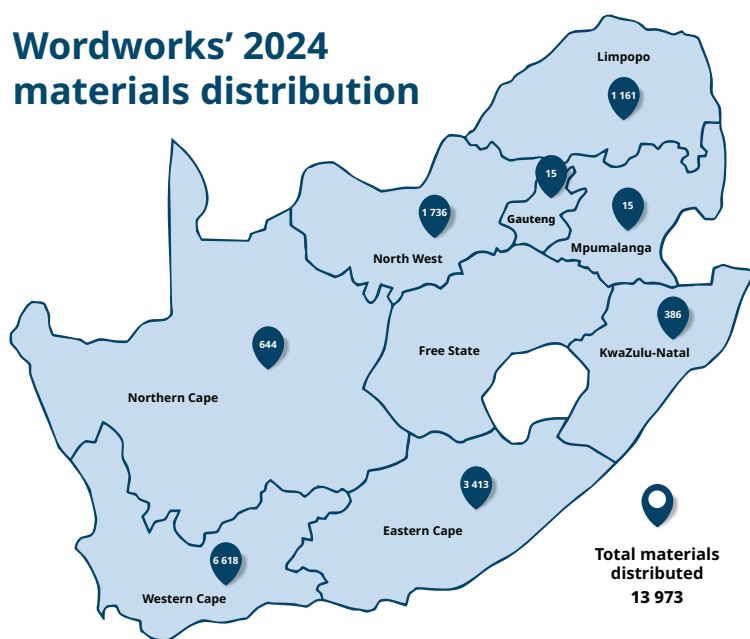 Wordworks’ 2024
materials distribution
Limpopo
1 161
15
Gauteng
15
Mpumalanga
1 736
North West
386
KwaZulu-Natal
644
Northern Cape
Free State
3 413
Eastern Cape
6 618
Western Cape
Total materials
distributed
13 973